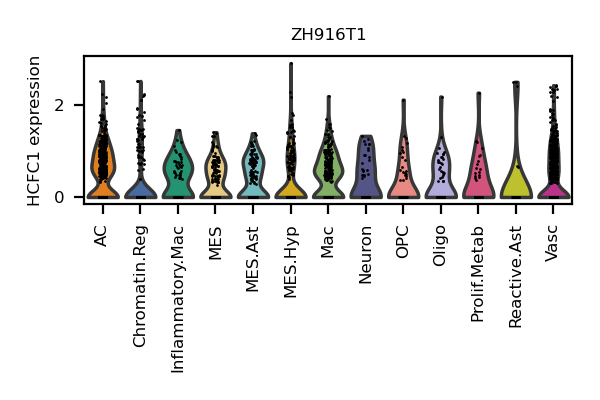 ZH916T1
HCFC1 expression
2
0
AC
Chromatin.Reg
Inflammatory.Mac
MES
MES.Ast
MES.Hyp
Mac
Neuron
OPC
Oligo
Prolif.Metab
Reactive.Ast
Vasc